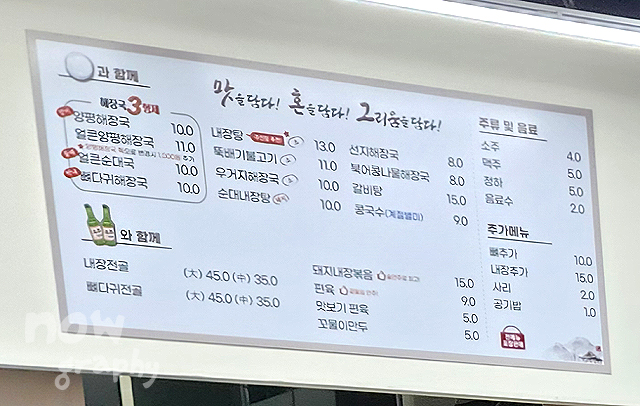 과 함께
맛을 담다! 혼을 담다! 그리움을 담다!
해장국 3형제
양평해장국 10.0
얼큰양평해장국 11.0
얼큰순대국 10.0
뼈다귀해장국 10.0
내장탕 13.0
뚝배기불고기 11.0
우거지해장국 10.0
순대내장탕 10.0
선지해장국 8.0
북어콩나물해장국 8.0
갈비탕 15.0
콩국수(계절별미) 9.0
주류 및 음료
소주 4.0
맥주 5.0
청하 5.0
음료수 2.0
와 함께
내장전골 (大) 45.0 (中) 35.0
뼈다귀전골 (大) 45.0 (中) 35.0
돼지내장볶음 15.0
편육 9.0
맛보기 편육 5.0
꼬물이만두 5.0
추가메뉴
뼈추가 10.0
내장추가 15.0
사리 2.0
공기밥 1.0
now
graphy